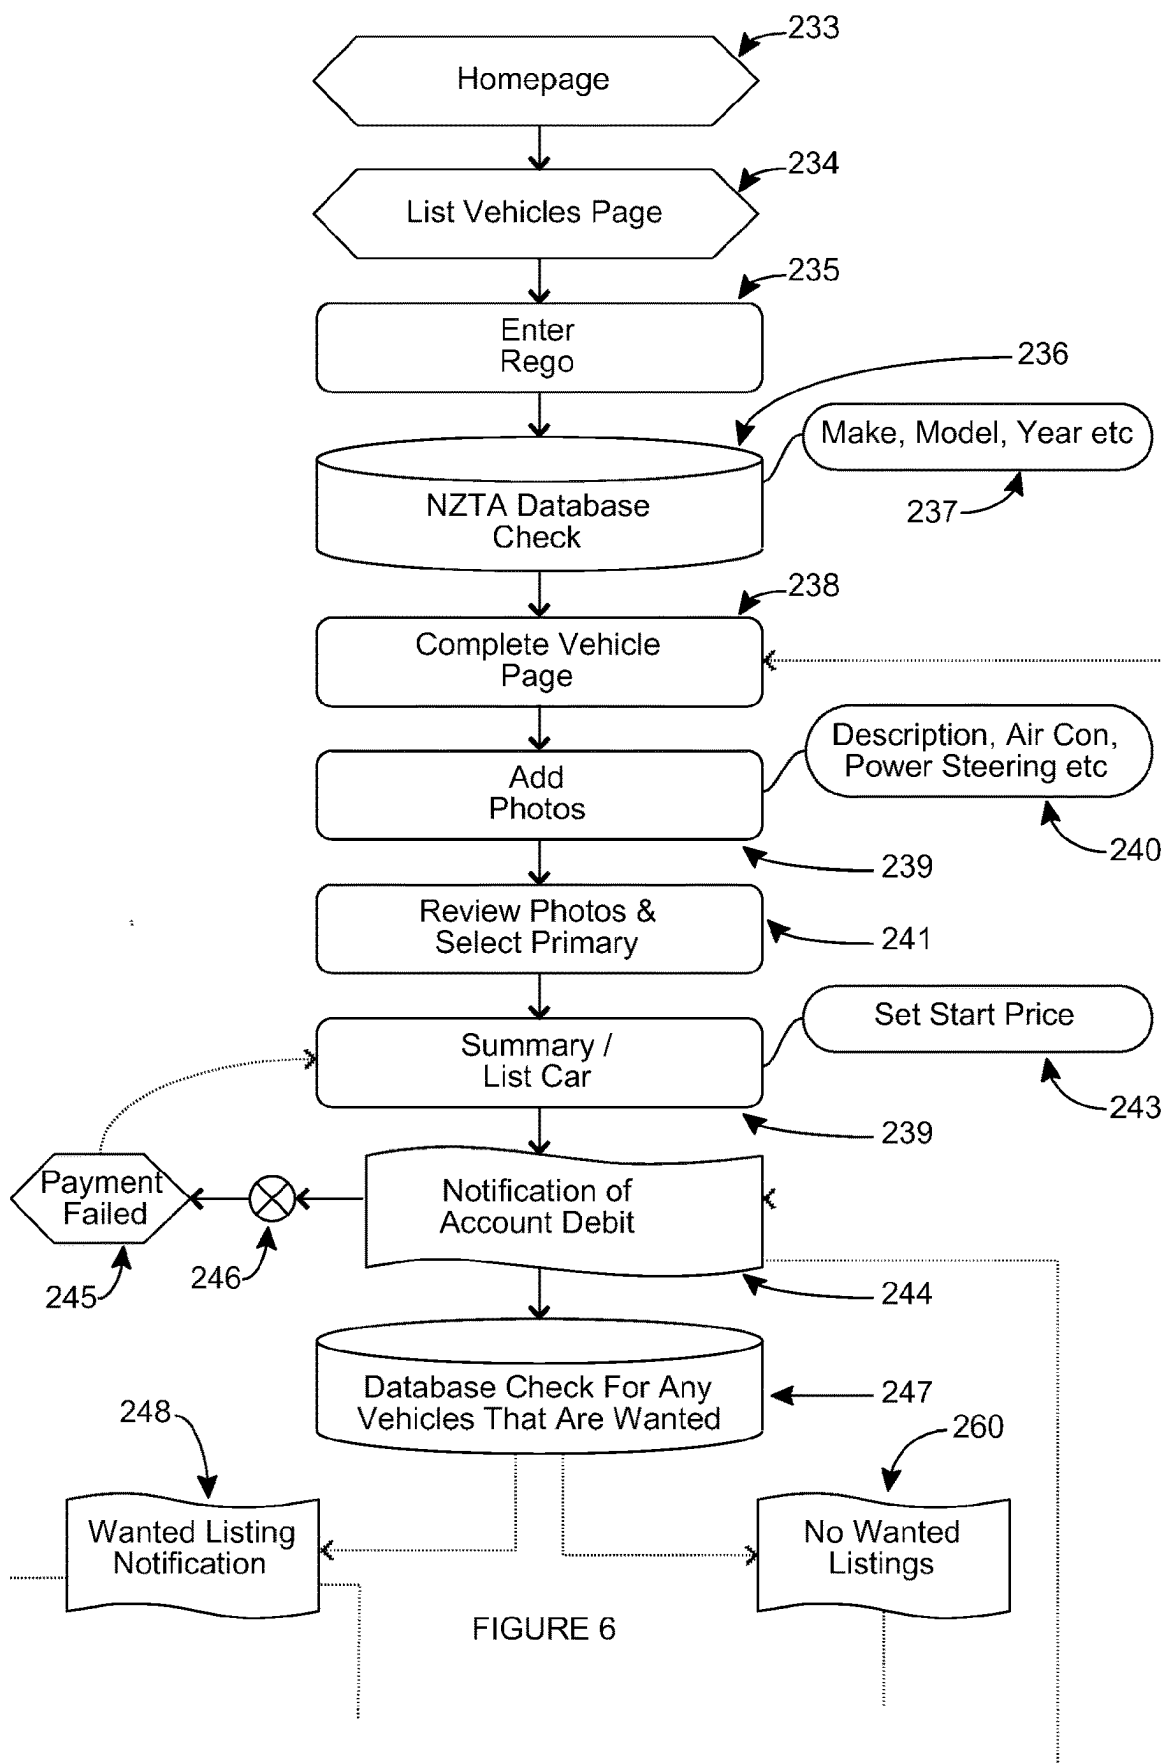 233
Homepage
234
List Vehicles Page
235
Enter
Rego
236
Make, Model, Year etc
237
NZTA Database
Check
238
Complete Vehicle
Page
Description, Air Con,
Power Steering etc
240
Add
Photos
239
Review Photos &
Select Primary
241
Set Start Price
243
Summary /
List Car
239
Payment
Failed
245
246
Notification of
Account Debit
244
Database Check For Any
Vehicles That Are Wanted
247
248
260
Wanted Listing
Notification
No Wanted
Listings
FIGURE 6